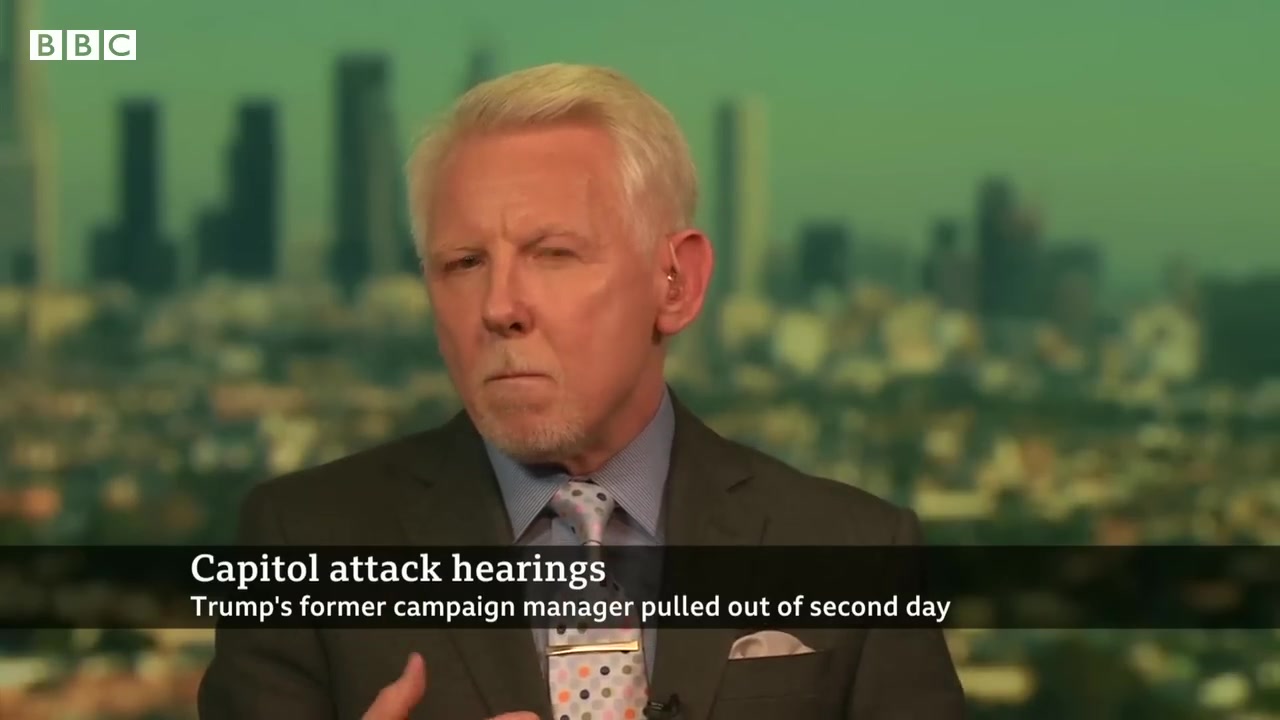 BBC
Capitol attack hearings
Trump's former campaign manager pulled out of second day